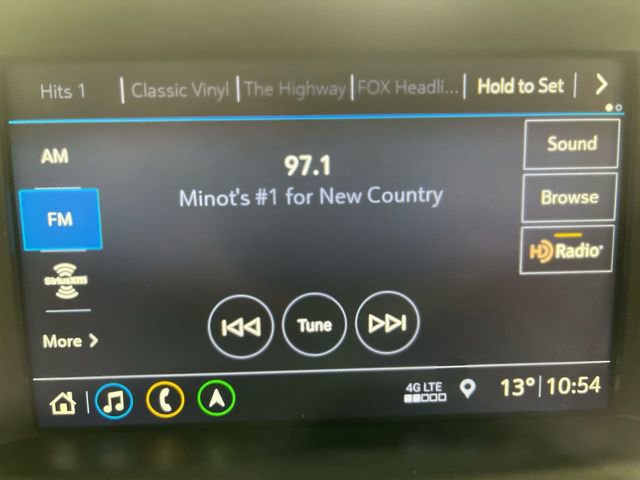 Hits 1 Classic Vinyl The Highway FOX Headli... Hold to Set
AM
97.1
Sound
Minot's #1 for New Country
Browse
FM
HD Radio
SiriusXM
Tune
More
4G LTE
13° 10:54